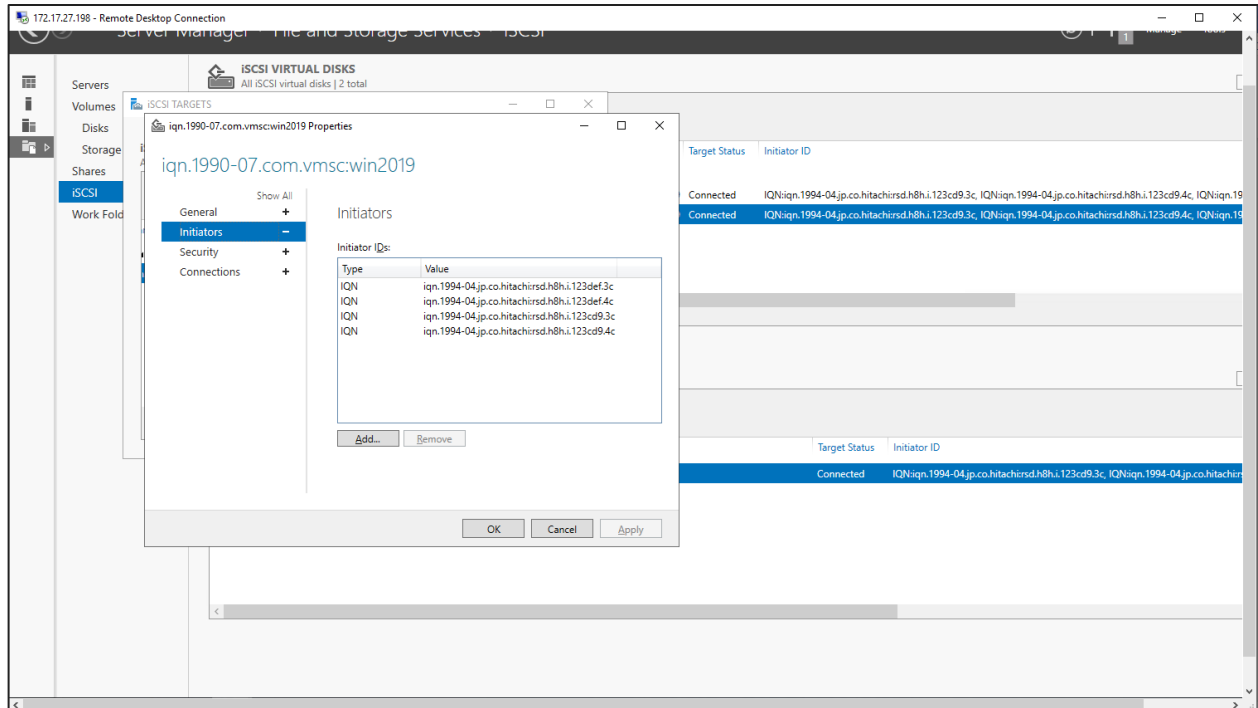 172.17.27.198 - Remote Desktop Connection
Server Manager · File and Storage Services · iSCSI
Manage Tools
1
Servers
Volumes
Disks
Storage
Shares
iSCSI
Work Fold
iSCSI VIRTUAL DISKS
All iSCSI virtual disks | 2 total
iSCSI TARGETS
iqn.1990-07.com.vmsc:win2019 Properties
iqn.1990-07.com.vmsc:win2019
Show All
General +
Initiators –
Security +
Connections +
Initiators
Initiator IDs:
Type Value
IQN iqn.1994-04.jp.co.hitachi:rsd.h8h.i.123def.3c
IQN iqn.1994-04.jp.co.hitachi:rsd.h8h.i.123def.4c
IQN iqn.1994-04.jp.co.hitachi:rsd.h8h.i.123cd9.3c
IQN iqn.1994-04.jp.co.hitachi:rsd.h8h.i.123cd9.4c
Add... Remove
OK Cancel Apply
Target Status Initiator ID
Connected IQN:iqn.1994-04.jp.co.hitachi:rsd.h8h.i.123cd9.3c, IQN:iqn.1994-04.jp.co.hitachi:rsd.h8h.i.123cd9.4c, IQN:iqn.19
Connected IQN:iqn.1994-04.jp.co.hitachi:rsd.h8h.i.123cd9.3c, IQN:iqn.1994-04.jp.co.hitachi:rsd.h8h.i.123cd9.4c, IQN:iqn.19
Target Status Initiator ID
Connected IQN:iqn.1994-04.jp.co.hitachi:rsd.h8h.i.123cd9.3c, IQN:iqn.1994-04.jp.co.hitachi:r